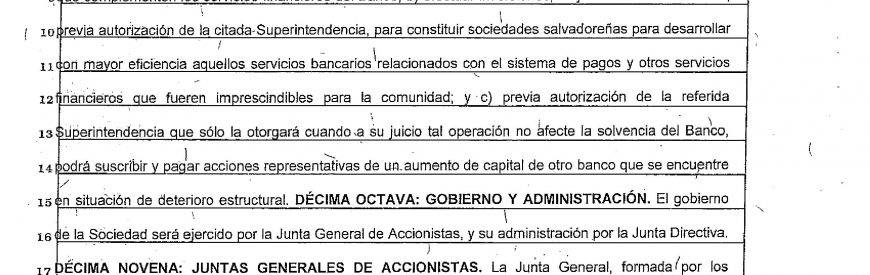 10 previa autorización de la citada Superintendencia, para constituir sociedades salvadoreñas para desarrollar
11 con mayor eficiencia aquellos servicios bancarios relacionados con el sistema de pagos y otros servicios
12 financieros que fueren imprescindibles para la comunidad; y c) previa autorización de la referida
13 Superintendencia que sólo la otorgará cuando a su juicio tal operación no afecte la solvencia del Banco,
14 podrá suscribir y pagar acciones representativas de un aumento de capital de otro banco que se encuentre
15 en situación de deterioro estructural. DÉCIMA OCTAVA: GOBIERNO Y ADMINISTRACIÓN. El gobierno
16 de la Sociedad será ejercido por la Junta General de Accionistas, y su administración por la Junta Directiva.
17 DÉCIMA NOVENA: JUNTAS GENERALES DE ACCIONISTAS. La Junta General, formada por los